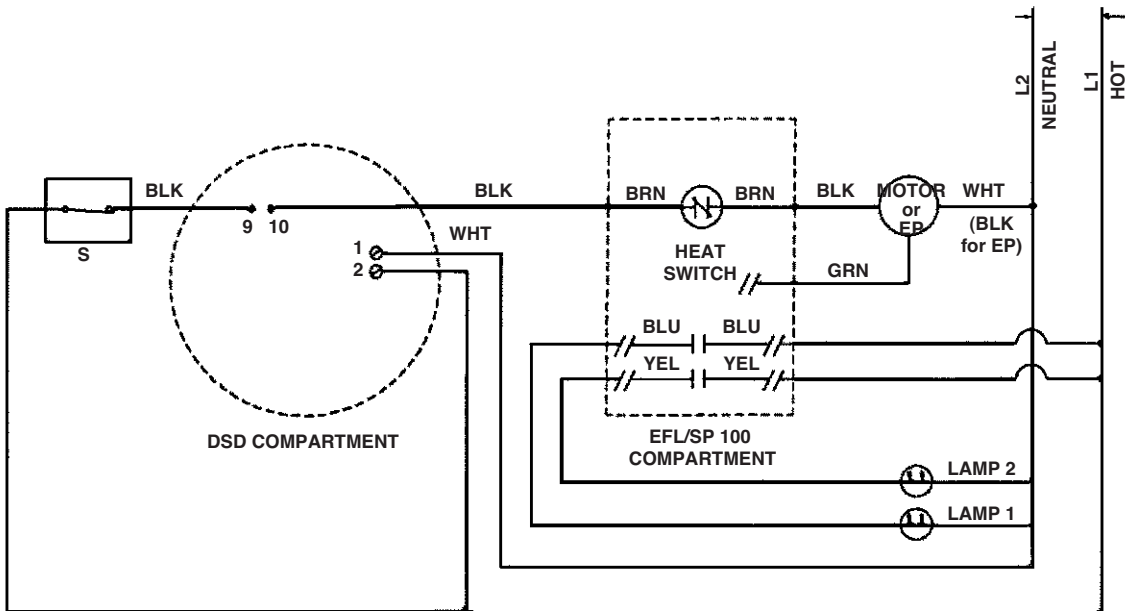 L2
NEUTRAL
L1
HOT
BLK
S
9 10
BLK
1
2
WHT
DSD COMPARTMENT
BRN
BRN
HEAT
SWITCH
BLK
MOTOR
or
EP
WHT
(BLK
for EP)
GRN
BLU
BLU
YEL
YEL
EFL/SP 100
COMPARTMENT
LAMP 2
LAMP 1